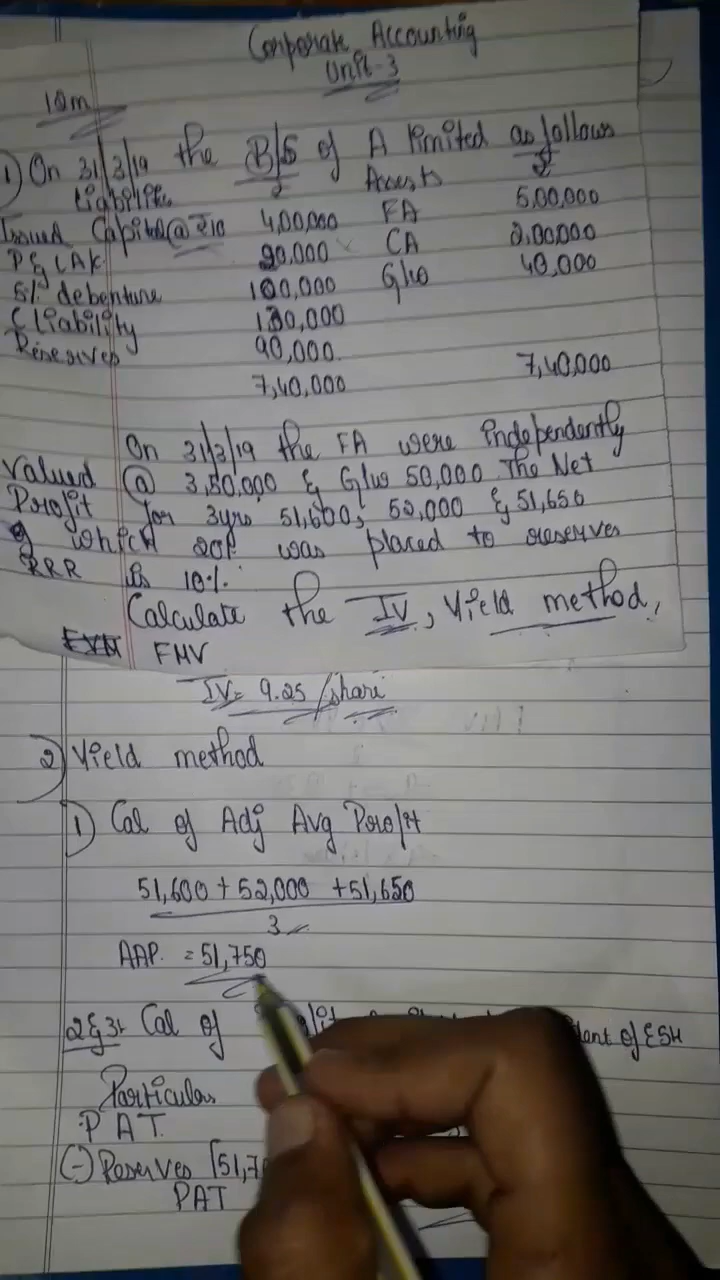 Corporate Accounting
Unit-3
10m
1) On 31/3/19 the B/S of A limited as follows
Liabilities ₹ Assets ₹
Issued Capital @ ₹10 4,00,000 FA 5,00,000
P & L A/c 20,000 CA 2,00,000
5% debenture 100,000 G/w 40,000
C liability 130,000
Reserves 90,000
7,40,000 7,40,000
On 31/3/19 the FA were independently
Valued @ 3,50,000 & G/w 50,000 The Net
Profit for 3yrs 51,600, 52,000 & 51,650
of which 20% was placed to reserves
RRR is 10%
Calculate the IV, Yield method,
FMV
IV= 9.25 /share
2) Yield method
1) Cal of Adj Avg Profit
51,600 + 52,000 + 51,650
3
AAP. = 51,750
2&3) Cal of of ESH
Particulars
PAT
(-) Reserves [51,7
PAT